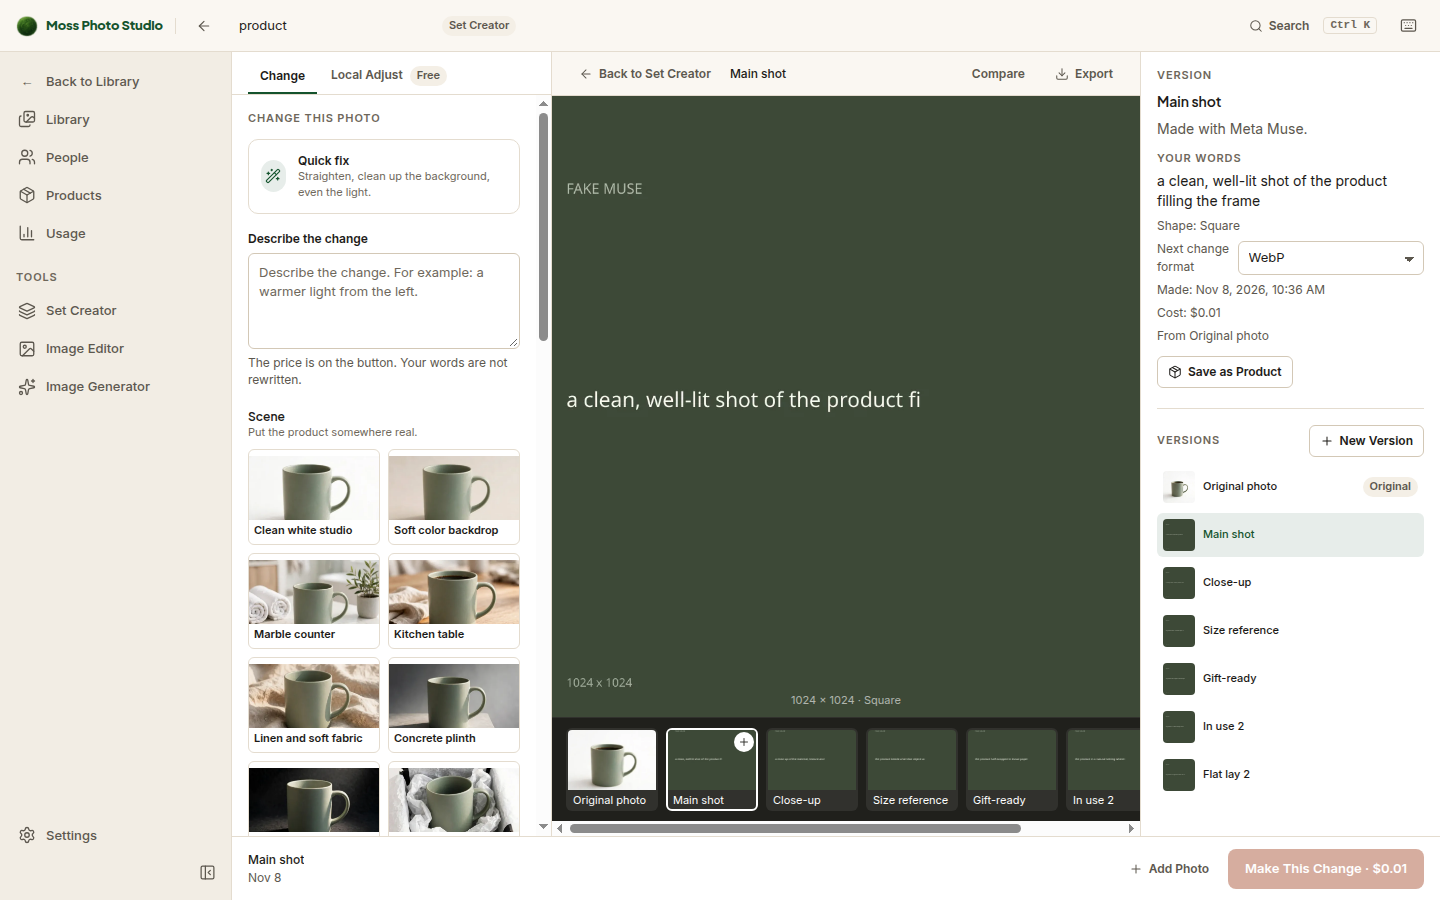 Moss Photo Studio
product
Set Creator
Search
Ctrl K
← Back to Library
Library
People
Products
Usage
TOOLS
Set Creator
Image Editor
Image Generator
Settings
Change
Local Adjust
Free
CHANGE THIS PHOTO
Quick fix
Straighten, clean up the background,
even the light.
Describe the change
Describe the change. For example: a
warmer light from the left.
The price is on the button. Your words are not
rewritten.
Scene
Put the product somewhere real.
Clean white studio
Soft color backdrop
Marble counter
Kitchen table
Linen and soft fabric
Concrete plinth
Back to Set Creator
Main shot
Compare
Export
FAKE MUSE
a clean, well-lit shot of the product fi
1024 x 1024
1024 × 1024 · Square
Original photo
Main shot
Close-up
Size reference
Gift-ready
In use 2
VERSION
Main shot
Made with Meta Muse.
YOUR WORDS
a clean, well-lit shot of the product
filling the frame
Shape: Square
Next change
format
WebP
Made: Nov 8, 2026, 10:36 AM
Cost: $0.01
From Original photo
Save as Product
VERSIONS
+ New Version
Original photo
Original
Main shot
Close-up
Size reference
Gift-ready
In use 2
Flat lay 2
Main shot
Nov 8
+ Add Photo
Make This Change · $0.01